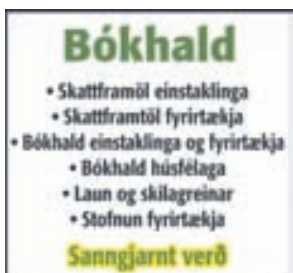 Bókhald
• Skattframöl einstaklinga
• Skattframtöl fyrirtækja
• Bókhald einstaklinga og fyrirtækja
• Bókhald húsfélaga
• Laun og skilagreinar
• Stofnun fyrirtækja
Sanngjarnt verð